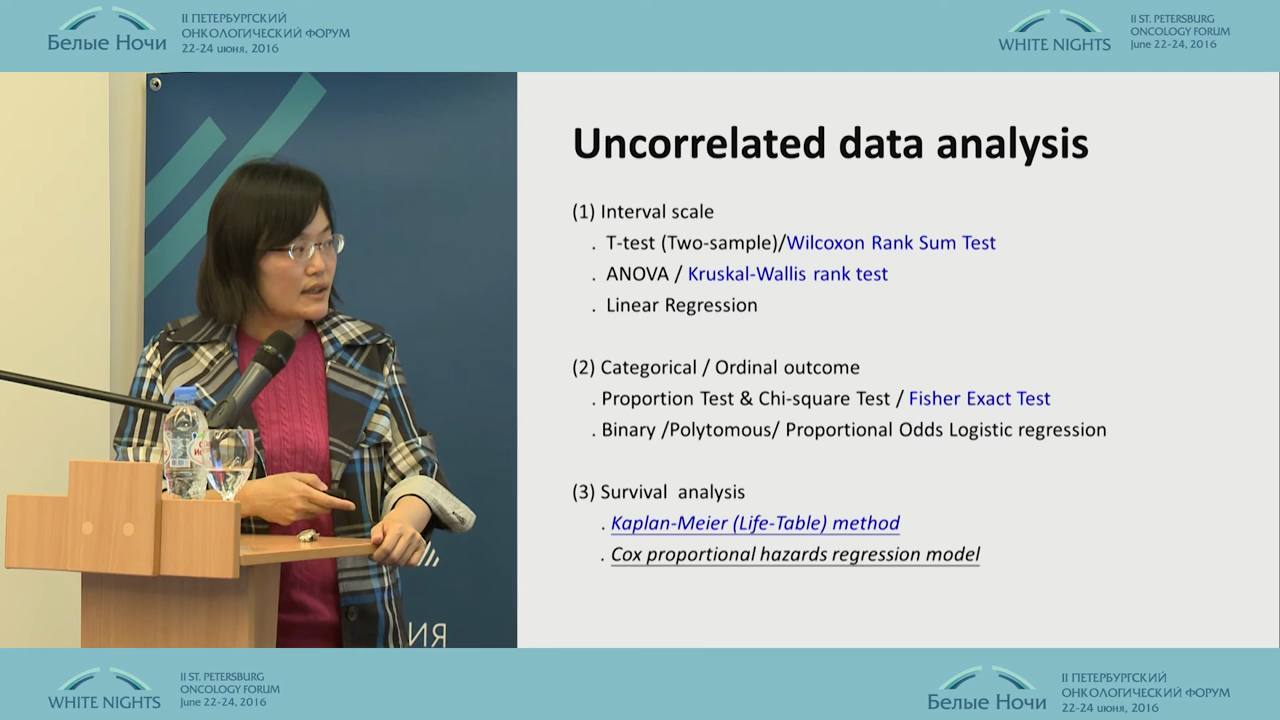 II ПЕТЕРБУРГСКИЙ
ОНКОЛОГИЧЕСКИЙ ФОРУМ
22-24 июня, 2016
Белые Ночи
WHITE NIGHTS
II ST. PETERSBURG
ONCOLOGY FORUM
June 22-24, 2016
Uncorrelated data analysis
(1) Interval scale
. T-test (Two-sample)/Wilcoxon Rank Sum Test
. ANOVA / Kruskal-Wallis rank test
. Linear Regression
(2) Categorical / Ordinal outcome
. Proportion Test & Chi-square Test / Fisher Exact Test
. Binary /Polytomous/ Proportional Odds Logistic regression
(3) Survival analysis
. Kaplan-Meier (Life-Table) method
. Cox proportional hazards regression model
ИЯ
WHITE NIGHTS
II ST. PETERSBURG
ONCOLOGY FORUM
June 22-24, 2016
Белые Ночи
II ПЕТЕРБУРГСКИЙ
ОНКОЛОГИЧЕСКИЙ ФОРУМ
22-24 июня, 2016